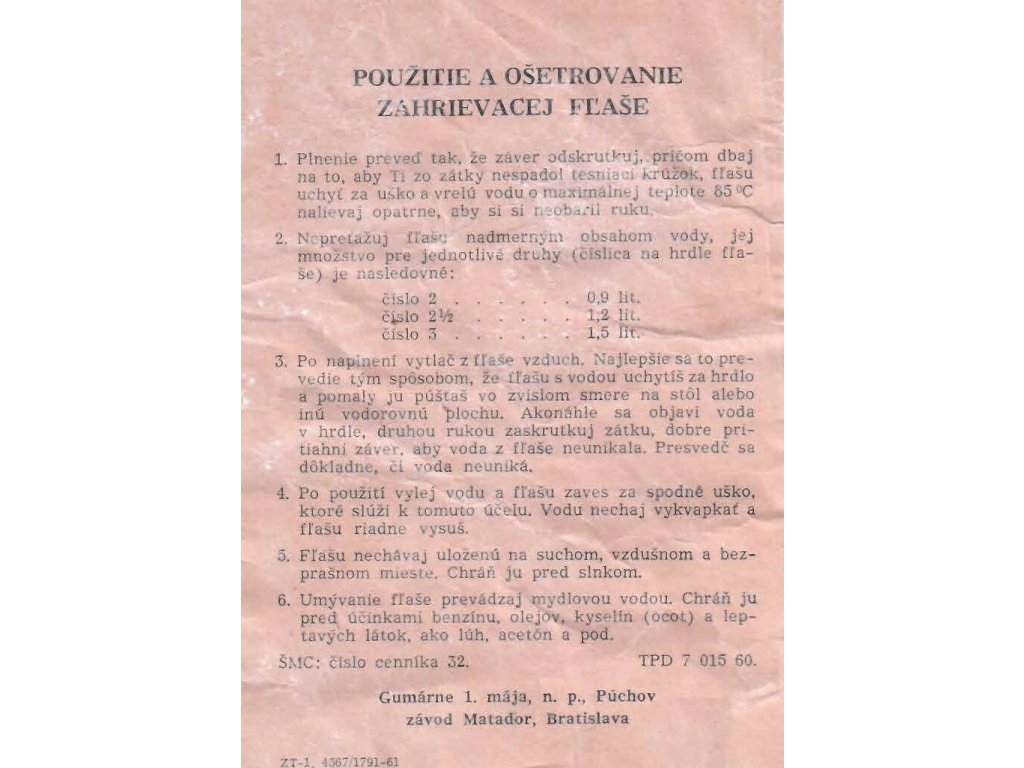 POUŽITIE A OŠETROVANIE
ZAHRIEVACEJ FĽAŠE
1. Plnenie preveď tak, že záver odskrutkuj, pričom dbaj
na to, aby Ti zo zátky nespadol tesniaci krúžok, fľašu
uchyť za uško a vrelú vodu o maximálnej teplote 85 °C
nalievaj opatrne, aby si si neobaril ruku.
2. Nepreťažuj fľašu nadmerným obsahom vody, jej
množstvo pre jednotlivé druhy (číslica na hrdle fľa-
še) je nasledovné:
číslo 2 . . . . . . 0,9 lit.
číslo 2½ . . . . . 1,2 lit.
číslo 3 . . . . . . 1,5 lit.
3. Po naplnení vytlač z fľaše vzduch. Najlepšie sa to pre-
vedie tým spôsobom, že fľašu s vodou uchytíš za hrdlo
a pomaly ju púšťaš vo zvislom smere na stôl alebo
inú vodorovnú plochu. Akonáhle sa objaví voda
v hrdle, druhou rukou zaskrutkuj zátku, dobre pri-
tiahni záver, aby voda z fľaše neunikala. Presvedč sa
dôkladne, či voda neuniká.
4. Po použití vylej vodu a fľašu zaves za spodné uško,
ktoré slúži k tomuto účelu. Vodu nechaj vykvapkať a
fľašu riadne vysuš.
5. Fľašu nechávaj uloženú na suchom, vzdušnom a bez-
prašnom mieste. Chráň ju pred slnkom.
6. Umývanie fľaše prevádzaj mydlovou vodou. Chráň ju
pred účinkami benzínu, olejov, kyselín (ocot) a lep-
tavých látok, ako lúh, acetón a pod.
ŠMC: číslo cenníka 32. TPD 7 015 60.
Gumárne 1. mája, n. p., Púchov
závod Matador, Bratislava
ZT-1, 4367/1791-61